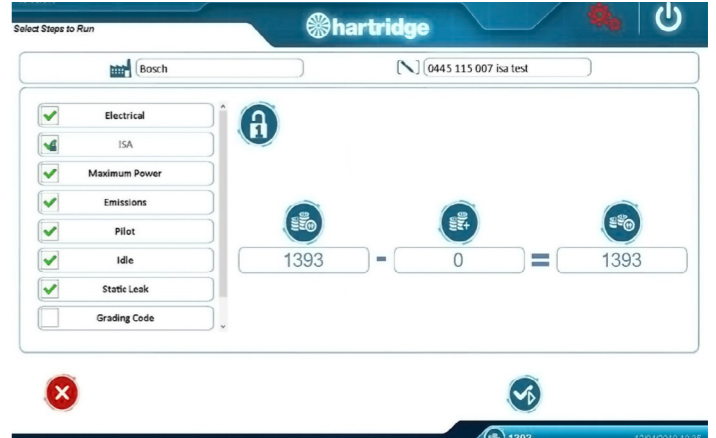 Select Steps to Run
hartridge
Bosch
0445 115 007 isa test
Electrical
1
ISA
Maximum Power
Emissions
Pilot
Idle
Static Leak
Grading Code
1393 - 0 = 1393
1393